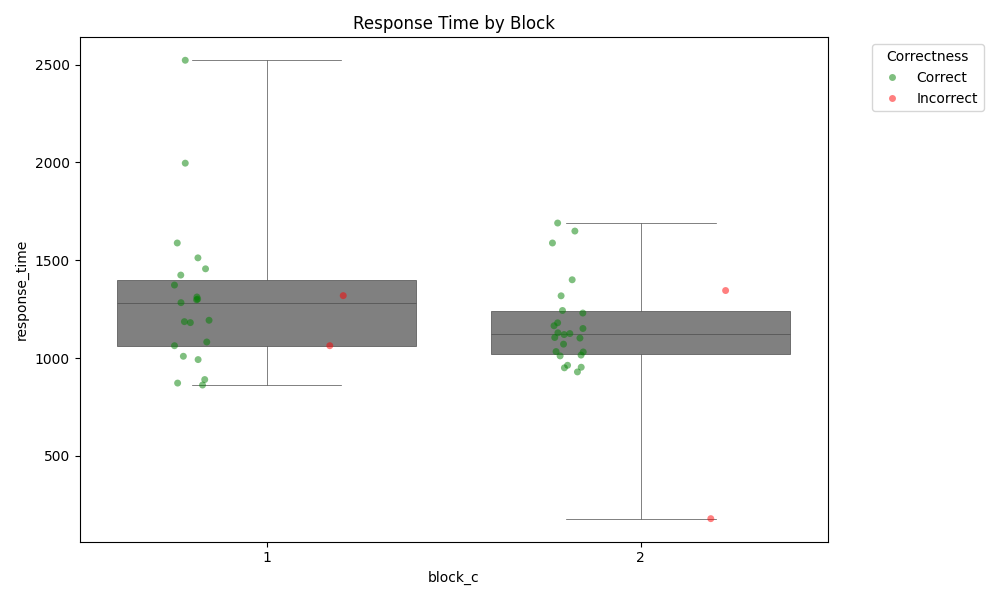 Response Time by Block
Correctness
Correct
Incorrect
2500
2000
1500
1000
500
response_time
1
2
block_c